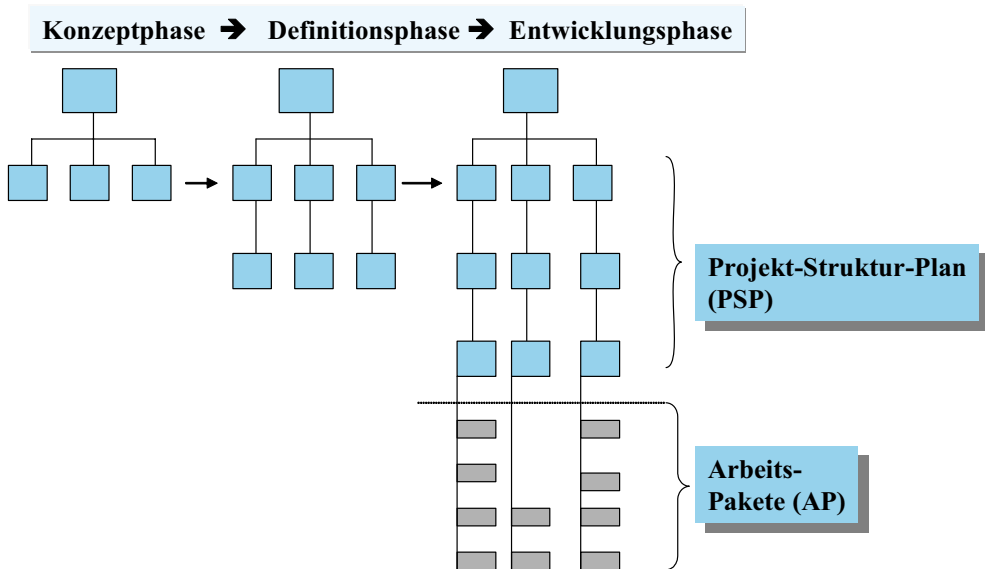 Konzeptphase ➔ Definitionsphase ➔ Entwicklungsphase
Projekt-Struktur-Plan
(PSP)
Arbeits-
Pakete (AP)